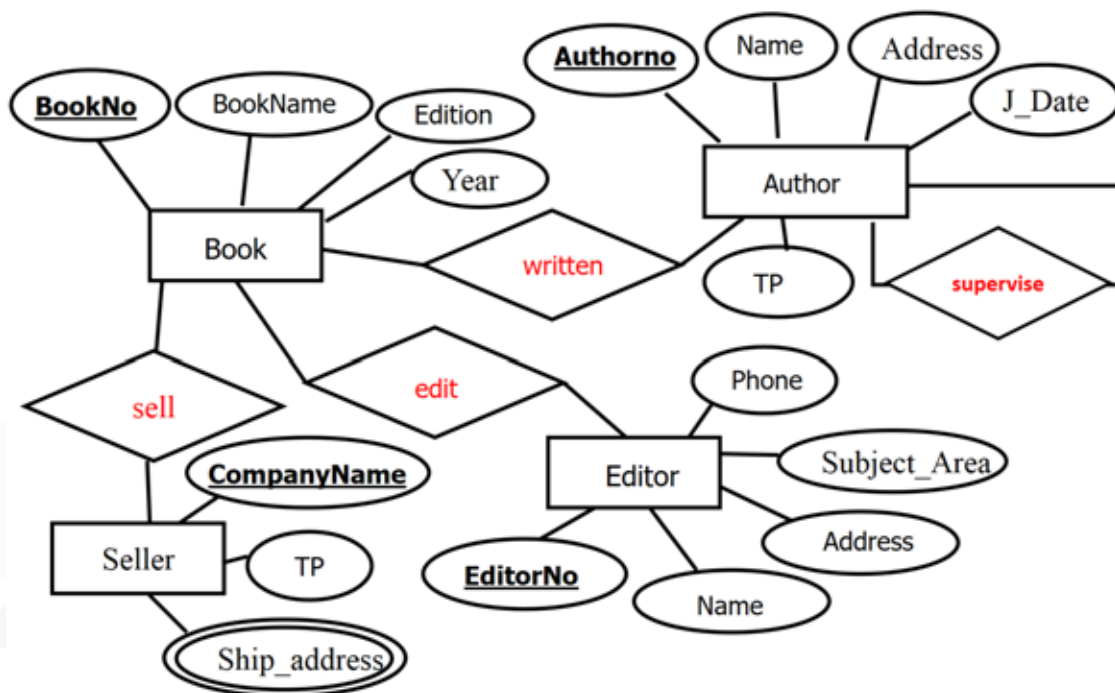 Authorno
Name
Address
J_Date
BookNo
BookName
Edition
Year
Author
Book
written
TP
supervise
sell
edit
Phone
Subject_Area
CompanyName
Editor
Address
Seller
TP
EditorNo
Name
Ship_address